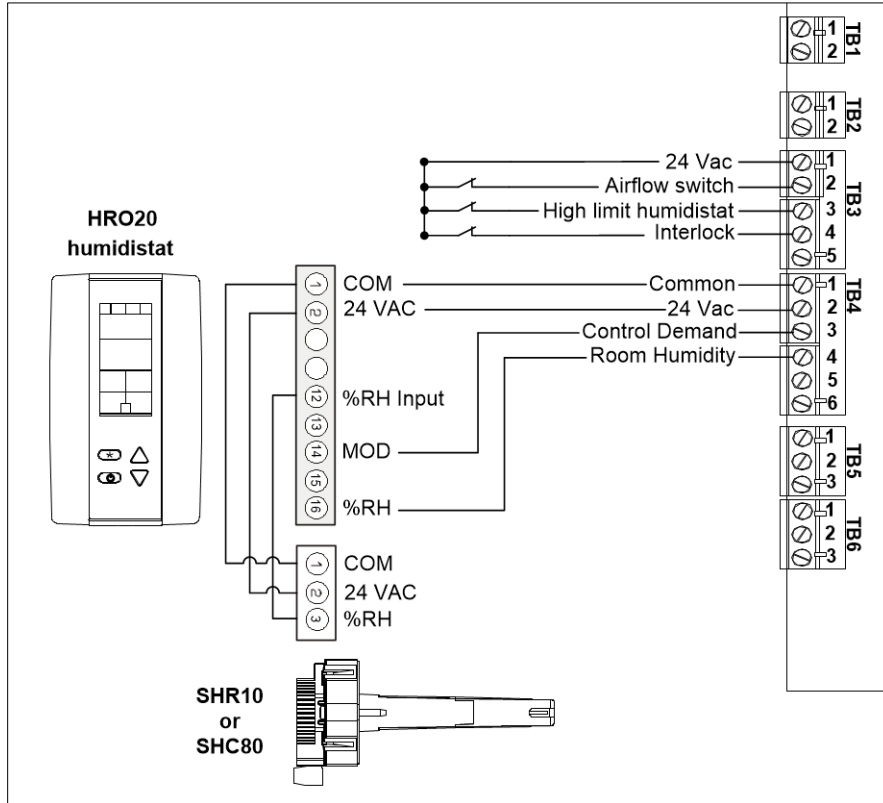 1
2
TB1
1
2
TB2
24 Vac 1
Airflow switch 2
High limit humidistat 3
Interlock 4
5
TB3
HRO20
humidistat
1 COM Common 1
2 24 VAC 24 Vac 2
Control Demand 3
Room Humidity 4
5
6
TB4
12 %RH Input
13
14 MOD
15
16 %RH
1
2
3
TB5
1
2
3
TB6
1 COM
2 24 VAC
3 %RH
SHR10
or
SHC80